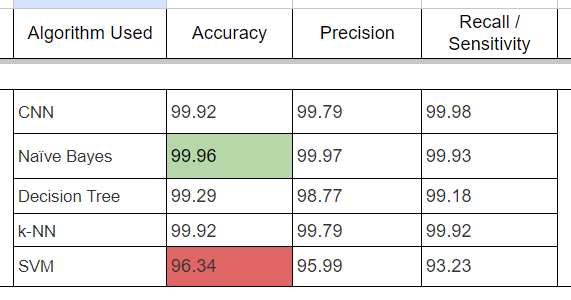 Algorithm Used Accuracy Precision Recall /
Sensitivity
CNN 99.92 99.79 99.98
Naïve Bayes 99.96 99.97 99.93
Decision Tree 99.29 98.77 99.18
k-NN 99.92 99.79 99.92
SVM 96.34 95.99 93.23